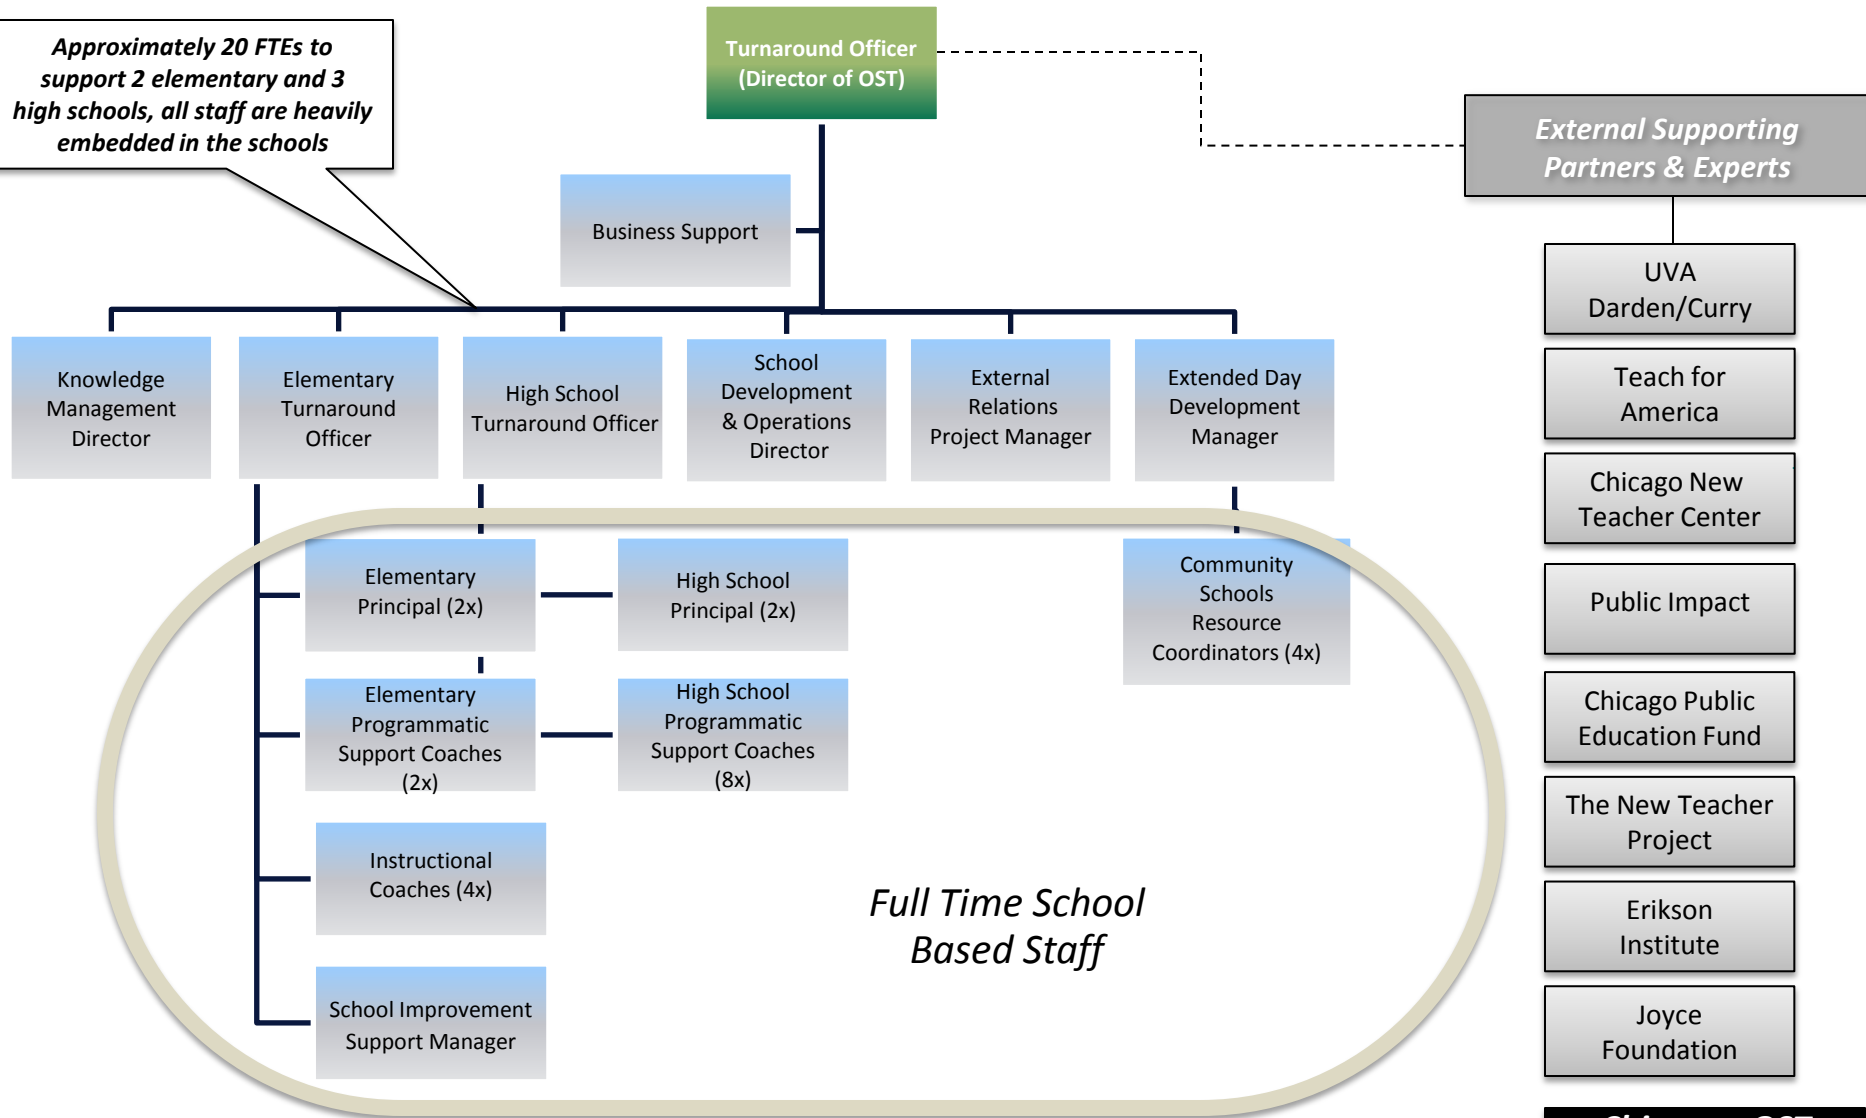 Approximately 20 FTEs to
support 2 elementary and 3
high schools, all staff are heavily
embedded in the schools
Turnaround Officer
(Director of OST)
External Supporting
Partners & Experts
Business Support
Knowledge
Management
Director
Elementary
Turnaround
Officer
High School
Turnaround Officer
School
Development
& Operations
Director
External
Relations
Project Manager
Extended Day
Development
Manager
Elementary
Principal (2x)
High School
Principal (2x)
Community
Schools
Resource
Coordinators (4x)
Elementary
Programmatic
Support Coaches
(2x)
High School
Programmatic
Support Coaches
(8x)
Instructional
Coaches (4x)
School Improvement
Support Manager
Full Time School
Based Staff
UVA
Darden/Curry
Teach for
America
Chicago New
Teacher Center
Public Impact
Chicago Public
Education Fund
The New Teacher
Project
Erikson
Institute
Joyce
Foundation